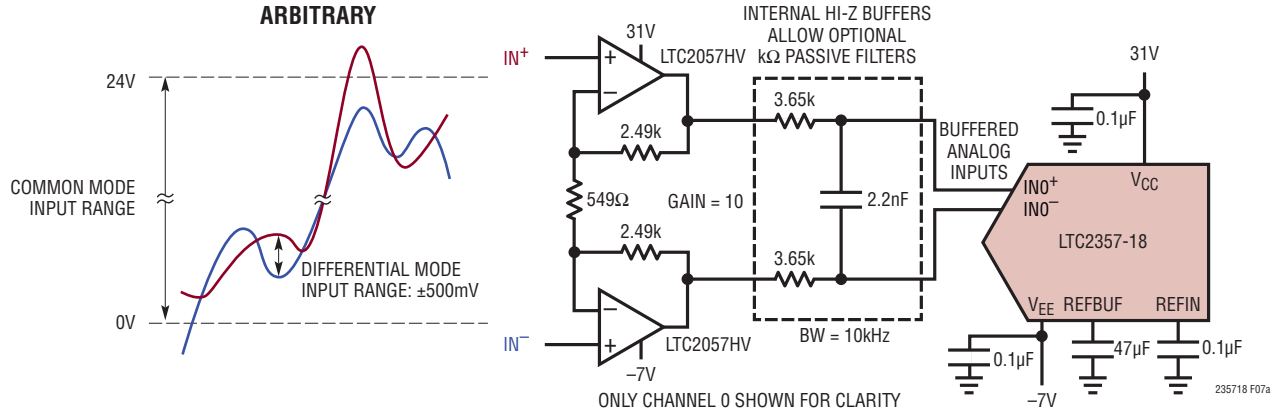 ARBITRARY
24V
COMMON MODE
INPUT RANGE
0V
DIFFERENTIAL MODE
INPUT RANGE: ±500mV
IN+
IN–
31V
LTC2057HV
+
–
2.49k
549Ω
GAIN = 10
2.49k
–
+
LTC2057HV
–7V
INTERNAL HI-Z BUFFERS
ALLOW OPTIONAL
kΩ PASSIVE FILTERS
3.65k
2.2nF
3.65k
BW = 10kHz
BUFFERED
ANALOG
INPUTS
31V
0.1µF
VCC
IN0+
IN0–
LTC2357-18
VEE
REFBUF
REFIN
0.1µF
47µF
0.1µF
–7V
ONLY CHANNEL 0 SHOWN FOR CLARITY
235718 F07a